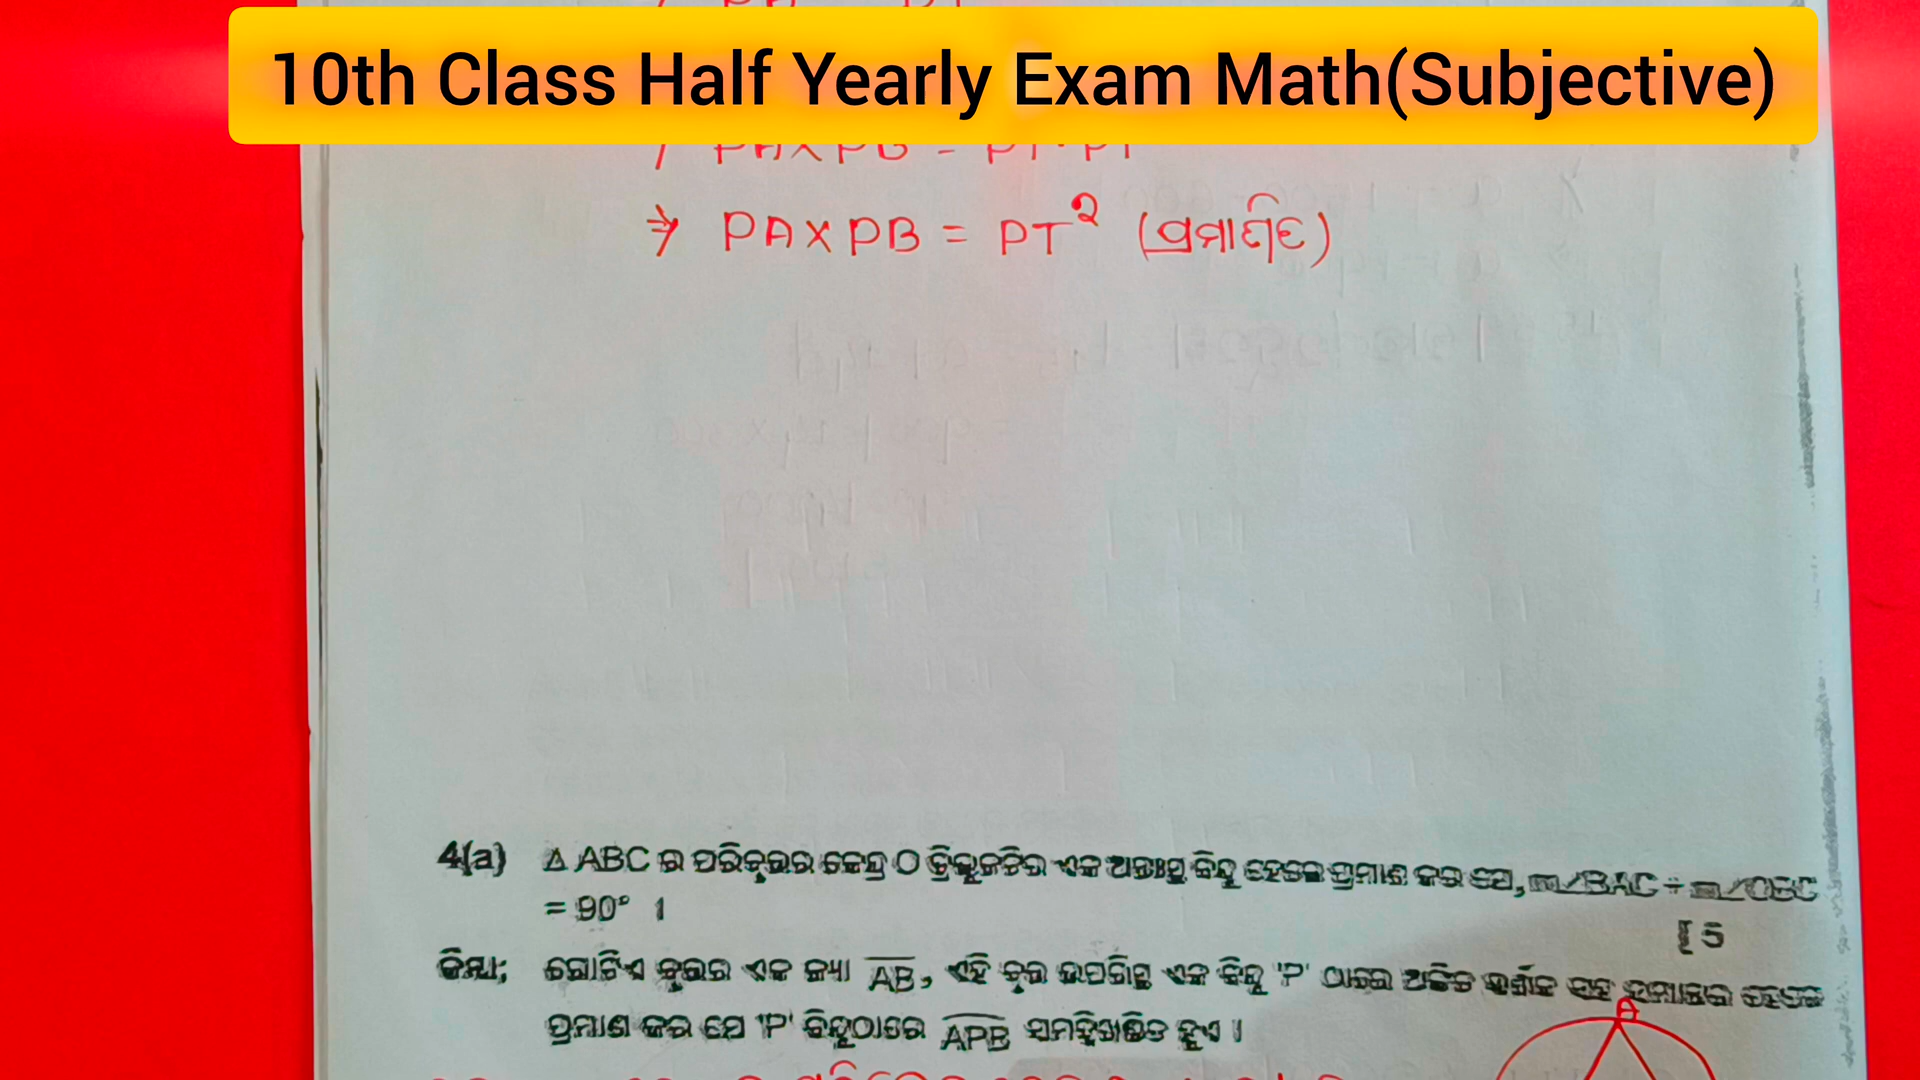 10th Class Half Yearly Exam Math(Subjective)
⇒ PA×PB = PT² (ପ୍ରମାଣିତ)
4(a) Δ ABC ର ପରିବୃତ୍ତର କେନ୍ଦ୍ର O ତ୍ରିଭୁଜଟିର ଏକ ଅନ୍ତଃସ୍ଥ ବିନ୍ଦୁ ହେଲେ ପ୍ରମାଣ କର ଯେ, m∠BAC + m∠OBC
= 90° ।
[ 5
କିମ୍ବା; ଗୋଟିଏ ବୃତ୍ତର ଏକ ଜ୍ୟା AB, ଏହି ବୃତ୍ତ ଉପରିସ୍ଥ ଏକ ବିନ୍ଦୁ 'P' ଠାରେ ଅଙ୍କିତ ସ୍ପର୍ଶକ ସହ ସମାନ୍ତର ହେଲେ
ପ୍ରମାଣ କର ଯେ 'P' ବିନ୍ଦୁଠାରେ APB ସମଦ୍ବିଖଣ୍ଡିତ ହୁଏ ।
A